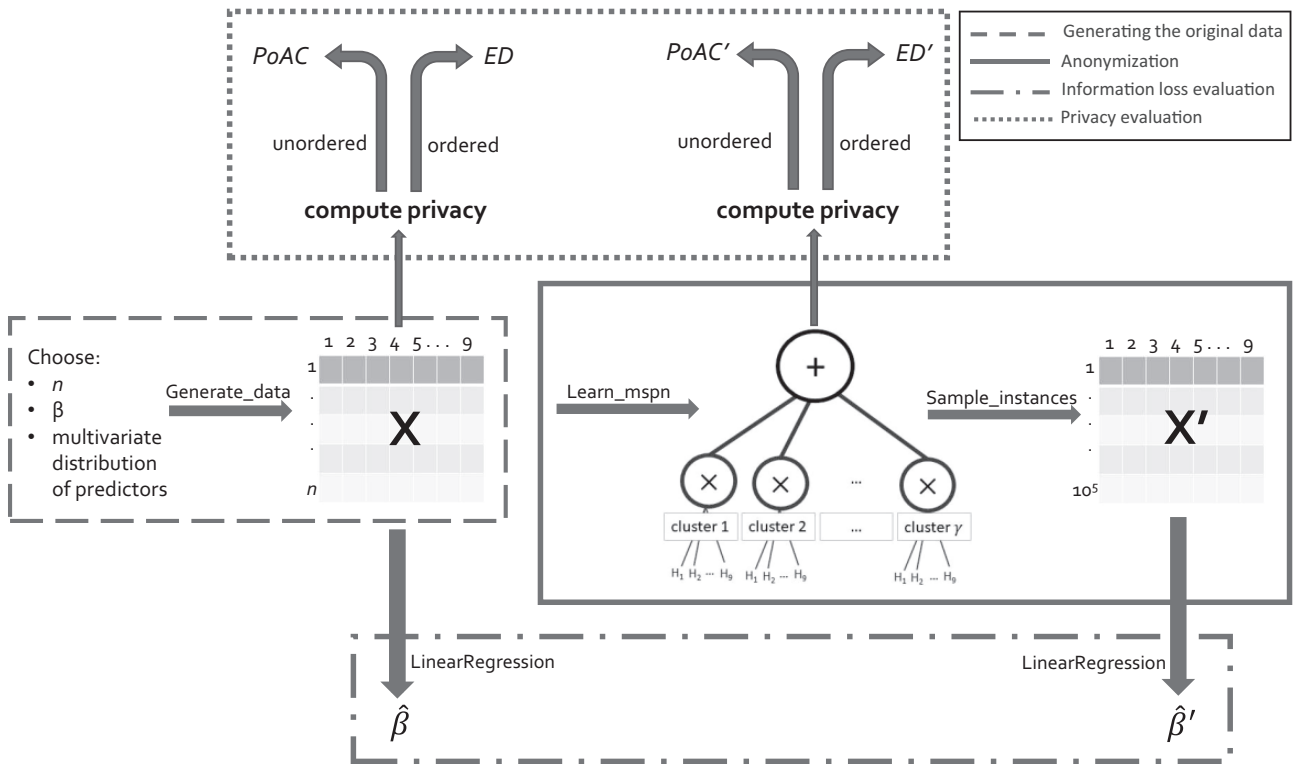 PoAC
ED
PoAC′
ED′
unordered
ordered
unordered
ordered
compute privacy
compute privacy
Generating the original data
Anonymization
Information loss evaluation
Privacy evaluation
Choose:
• n
• β
• multivariate
distribution
of predictors
Generate_data
1 2 3 4 5... 9
1
.
.
.
n
X
Learn_mspn
+
× × ... ×
cluster 1 cluster 2 ... cluster γ
H₁ H₂ ... H₉ H₁ H₂ ... H₉ H₁ H₂ ... H₉
Sample_instances
1 2 3 4 5... 9
1
.
.
.
10⁵
X′
LinearRegression
LinearRegression
β̂
β̂′